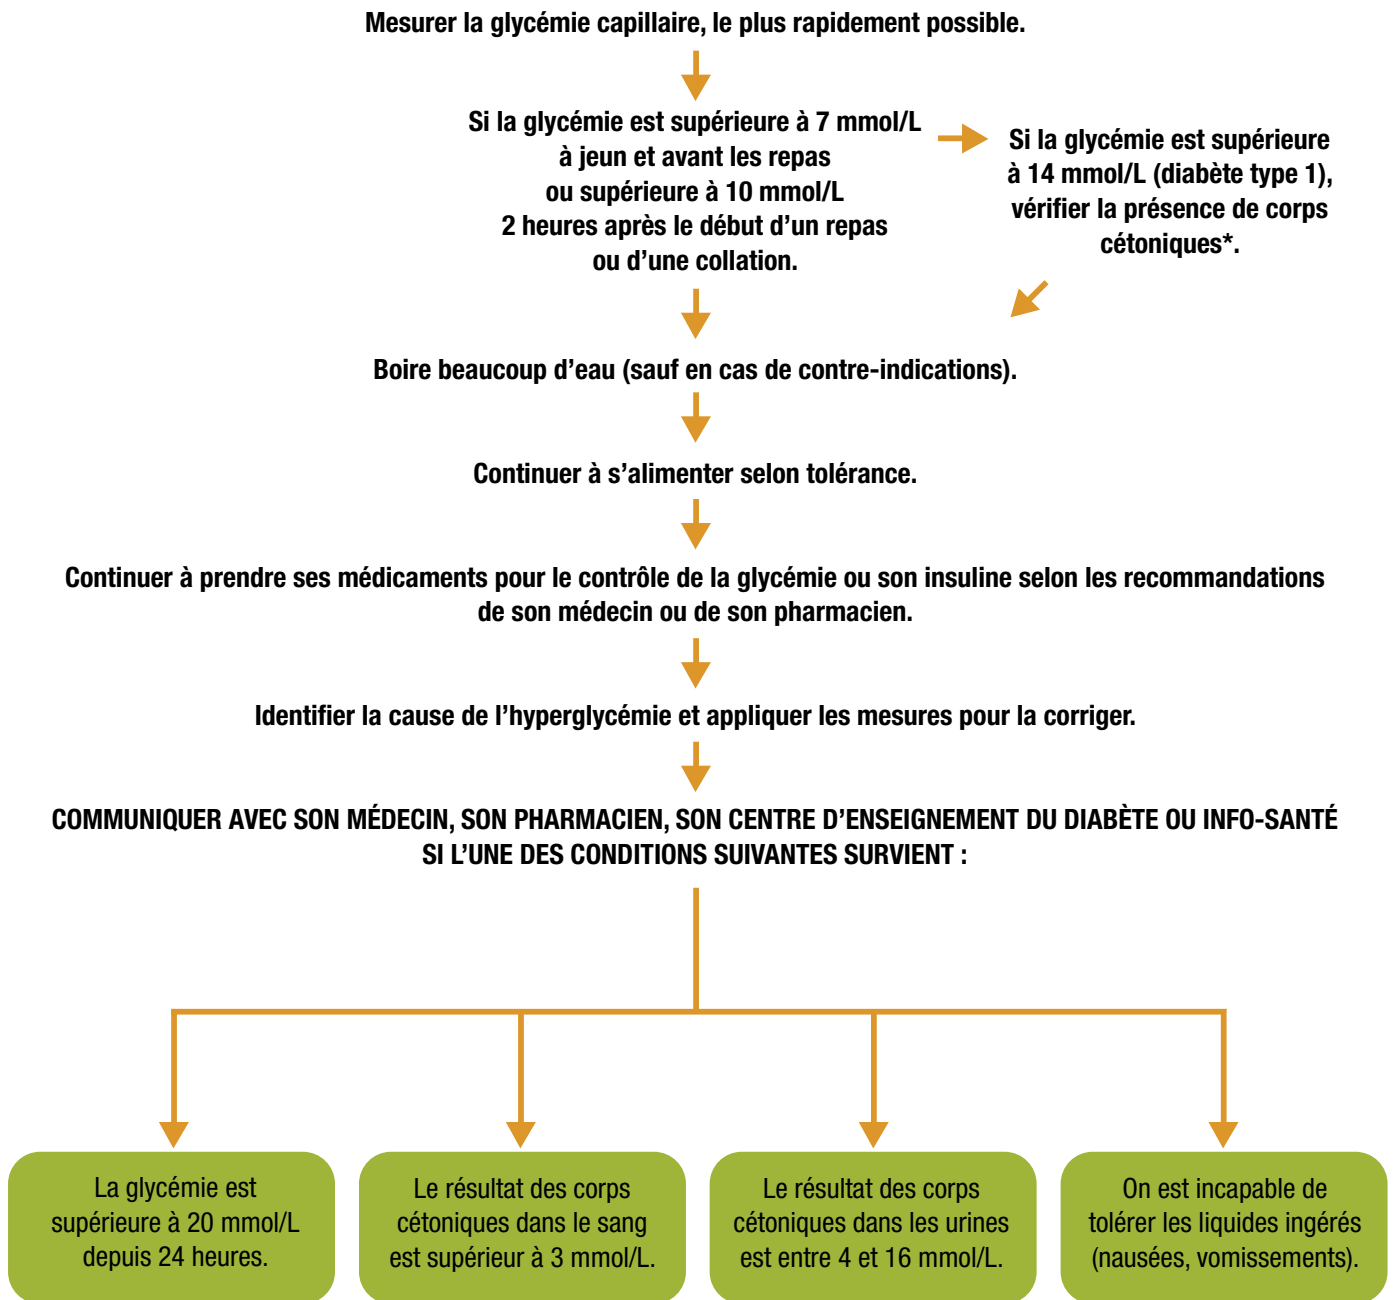 Mesurer la glycémie capillaire, le plus rapidement possible.
Si la glycémie est supérieure à 7 mmol/L
à jeun et avant les repas
ou supérieure à 10 mmol/L
2 heures après le début d’un repas
ou d’une collation.
Si la glycémie est supérieure
à 14 mmol/L (diabète type 1),
vérifier la présence de corps
cétoniques*.
Boire beaucoup d’eau (sauf en cas de contre-indications).
Continuer à s’alimenter selon tolérance.
Continuer à prendre ses médicaments pour le contrôle de la glycémie ou son insuline selon les recommandations
de son médecin ou de son pharmacien.
Identifier la cause de l’hyperglycémie et appliquer les mesures pour la corriger.
COMMUNIQUER AVEC SON MÉDECIN, SON PHARMACIEN, SON CENTRE D’ENSEIGNEMENT DU DIABÈTE OU INFO-SANTÉ
SI L’UNE DES CONDITIONS SUIVANTES SURVIENT :
La glycémie est
supérieure à 20 mmol/L
depuis 24 heures.
Le résultat des corps
cétoniques dans le sang
est supérieur à 3 mmol/L.
Le résultat des corps
cétoniques dans les urines
est entre 4 et 16 mmol/L.
On est incapable de
tolérer les liquides ingérés
(nausées, vomissements).